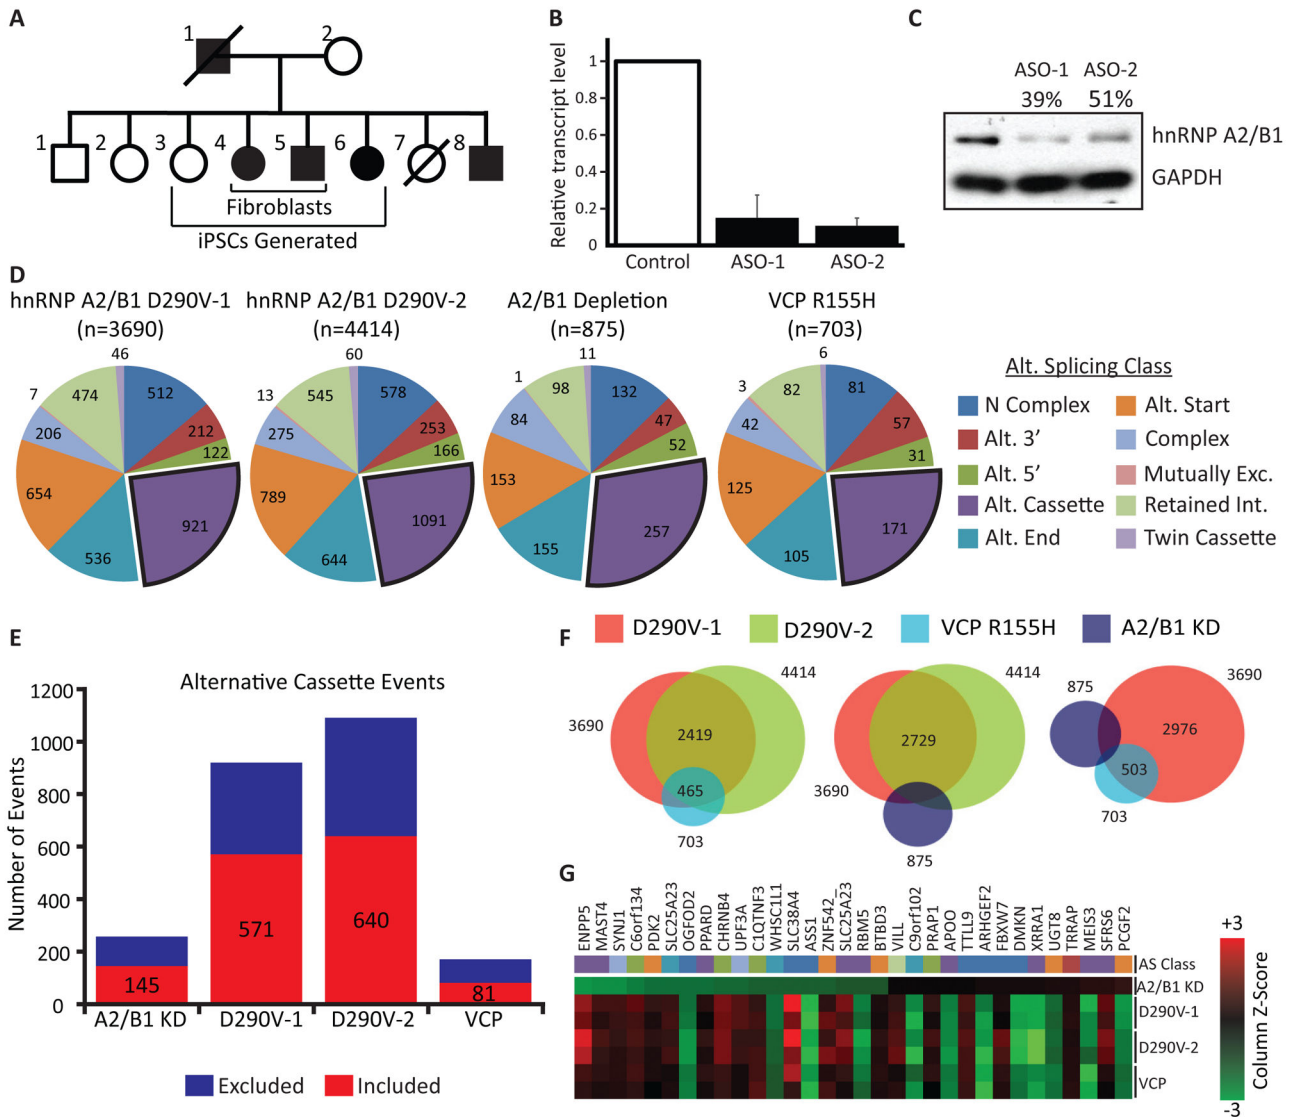 A
1
2
1
2
3
4
5
6
7
8
Fibroblasts
iPSCs Generated
B
Relative transcript level
1
0.8
0.6
0.4
0.2
0
Control
ASO-1
ASO-2
C
ASO-1 ASO-2
39% 51%
hnRNP A2/B1
GAPDH
D
hnRNP A2/B1 D290V-1
(n=3690)
46
512
212
122
921
536
654
206
7
474
hnRNP A2/B1 D290V-2
(n=4414)
60
578
253
166
1091
644
789
275
13
545
A2/B1 Depletion
(n=875)
11
132
47
52
257
155
153
84
1
98
VCP R155H
(n=703)
6
81
57
31
171
105
125
42
3
82
Alt. Splicing Class
N Complex
Alt. 3'
Alt. 5'
Alt. Cassette
Alt. End
Alt. Start
Complex
Mutually Exc.
Retained Int.
Twin Cassette
E
Alternative Cassette Events
Number of Events
1200
1000
800
600
400
200
0
145
571
640
81
A2/B1 KD
D290V-1
D290V-2
VCP
Excluded
Included
F
D290V-1
D290V-2
VCP R155H
A2/B1 KD
4414
3690
2419
465
703
4414
2729
3690
875
875
3690
2976
503
703
G
ENPP5
MAST4
SYNJ1
C6orf134
PDK2
SLC25A23
OGFOD2
PPARD
CHRNB4
UPF3A
C1QTNF3
WHSC1L1
SLC38A4
ASS1
ZNF542_
SLC25A23
RBM5
BTBD3
VILL
C9orf102
PRAP1
APOO
TTLL9
ARHGEF2
FBXW7
DMKN
XRRA1
UGT8
TRRAP
MEIS3
SFRS6
PCGF2
AS Class
A2/B1 KD
D290V-1
D290V-2
VCP
+3
Column Z-Score
-3